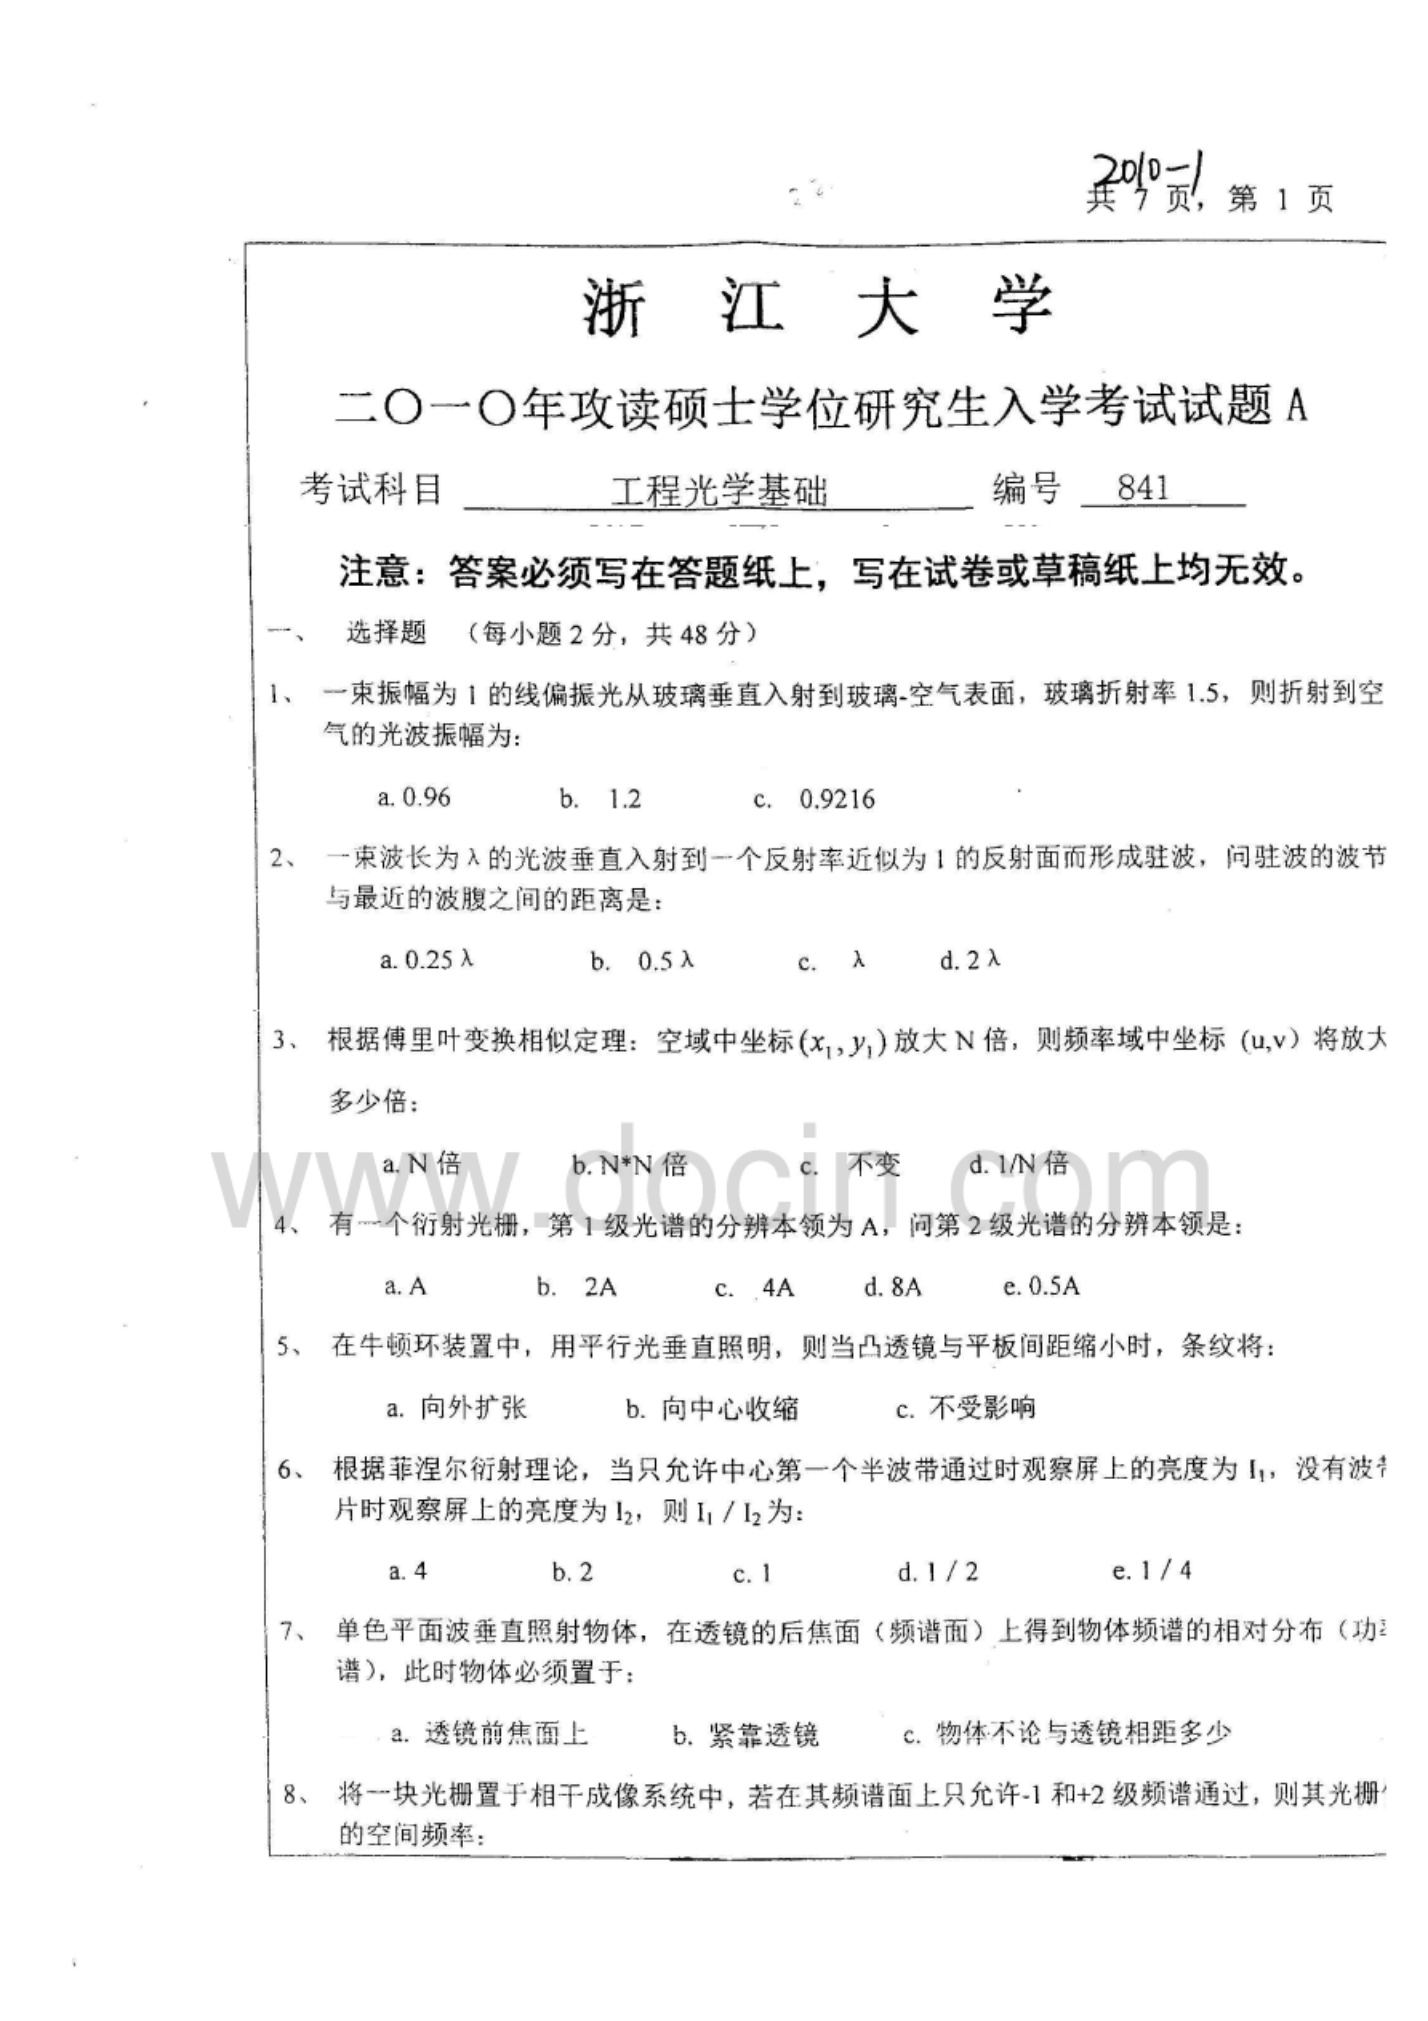 2010-1
共 7 页, 第 1 页
浙 江 大 学
二〇一〇年攻读硕士学位研究生入学考试试题 A
考试科目 工程光学基础 编号 841
注意：答案必须写在答题纸上，写在试卷或草稿纸上均无效。
一、 选择题 （每小题 2 分，共 48 分）
1、 一束振幅为 1 的线偏振光从玻璃垂直入射到玻璃-空气表面，玻璃折射率 1.5，则折射到空
气的光波振幅为：
a. 0.96 b. 1.2 c. 0.9216
2、 一束波长为 λ 的光波垂直入射到一个反射率近似为 1 的反射面而形成驻波，问驻波的波节
与最近的波腹之间的距离是：
a. 0.25 λ b. 0.5 λ c. λ d. 2 λ
3、 根据傅里叶变换相似定理：空域中坐标(x₁, y₁) 放大 N 倍，则频率域中坐标 (u,v）将放大
多少倍：
a. N 倍 b. N*N 倍 c. 不变 d. 1/N 倍
www.docin.com
4、 有一个衍射光栅，第 1 级光谱的分辨本领为 A，问第 2 级光谱的分辨本领是：
a. A b. 2A c. 4A d. 8A e. 0.5A
5、 在牛顿环装置中，用平行光垂直照明，则当凸透镜与平板间距缩小时，条纹将：
a. 向外扩张 b. 向中心收缩 c. 不受影响
6、 根据菲涅尔衍射理论，当只允许中心第一个半波带通过时观察屏上的亮度为 I₁，没有波
片时观察屏上的亮度为 I₂，则 I₁ / I₂ 为：
a. 4 b. 2 c. 1 d. 1 / 2 e. 1 / 4
7、 单色平面波垂直照射物体，在透镜的后焦面（频谱面）上得到物体频谱的相对分布（功
谱），此时物体必须置于：
a. 透镜前焦面上 b. 紧靠透镜 c. 物体不论与透镜相距多少
8、 将一块光栅置于相干成像系统中，若在其频谱面上只允许-1 和+2 级频谱通过，则其光栅
的空间频率：